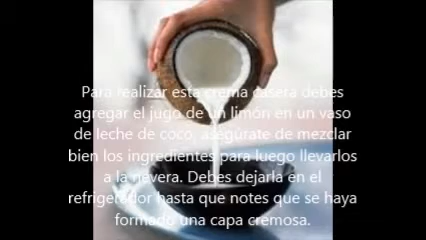 Para realizar esta crema casera debes
agregar el jugo de un limón en un vaso
de leche de coco, asegúrate de mezclar
bien los ingredientes para luego llevarlos
a la nevera. Debes dejarla en el
refrigerador hasta que notes que se haya
formado una capa cremosa.